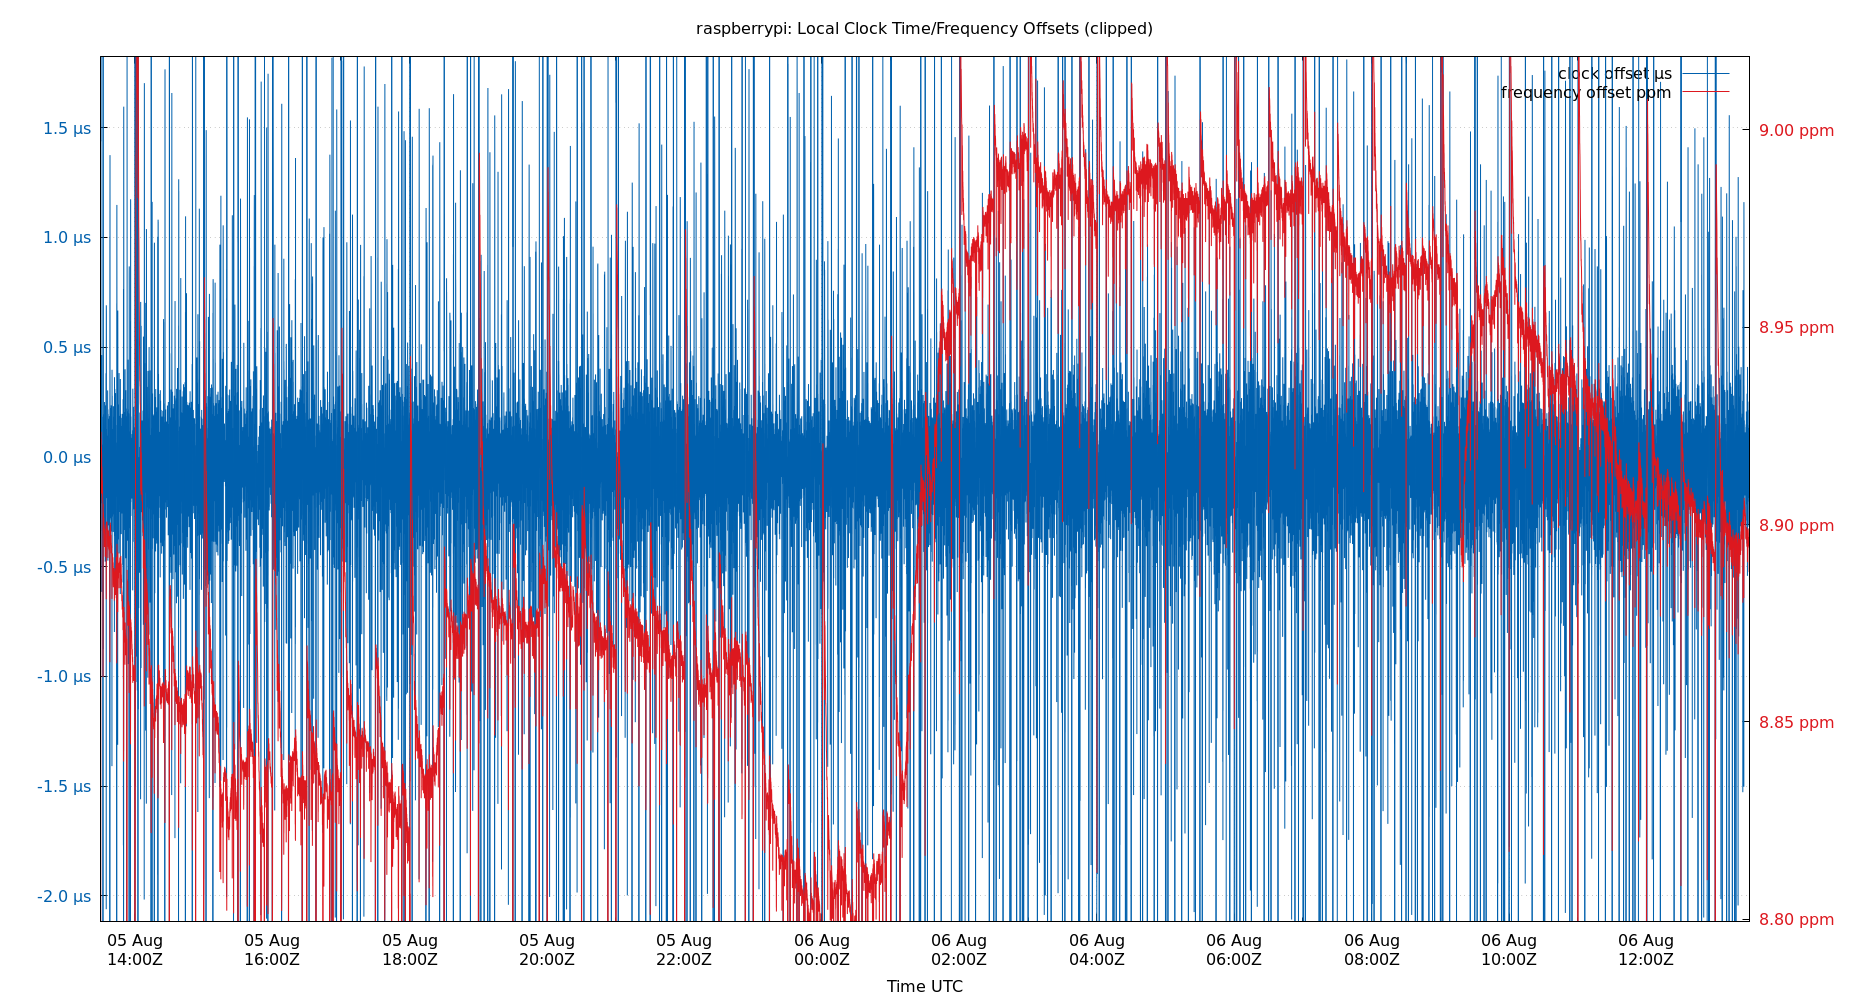 raspberrypi: Local Clock Time/Frequency Offsets (clipped)
clock offset µs
frequency offset ppm
1.5 µs
1.0 µs
0.5 µs
0.0 µs
-0.5 µs
-1.0 µs
-1.5 µs
-2.0 µs
9.00 ppm
8.95 ppm
8.90 ppm
8.85 ppm
8.80 ppm
05 Aug
14:00Z
05 Aug
16:00Z
05 Aug
18:00Z
05 Aug
20:00Z
05 Aug
22:00Z
06 Aug
00:00Z
06 Aug
02:00Z
06 Aug
04:00Z
06 Aug
06:00Z
06 Aug
08:00Z
06 Aug
10:00Z
06 Aug
12:00Z
Time UTC